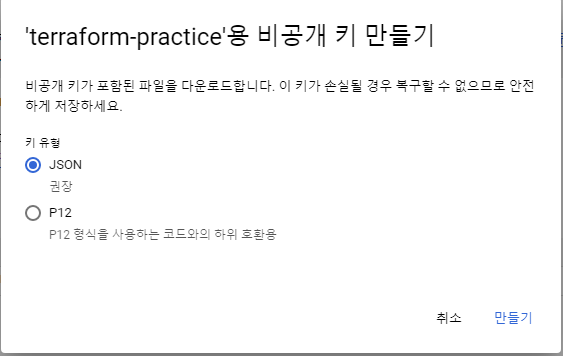 'terraform-practice'용 비공개 키 만들기
비공개 키가 포함된 파일을 다운로드합니다. 이 키가 손실될 경우 복구할 수 없으므로 안전
하게 저장하세요.
키 유형
JSON
권장
P12
P12 형식을 사용하는 코드와의 하위 호환용
취소
만들기